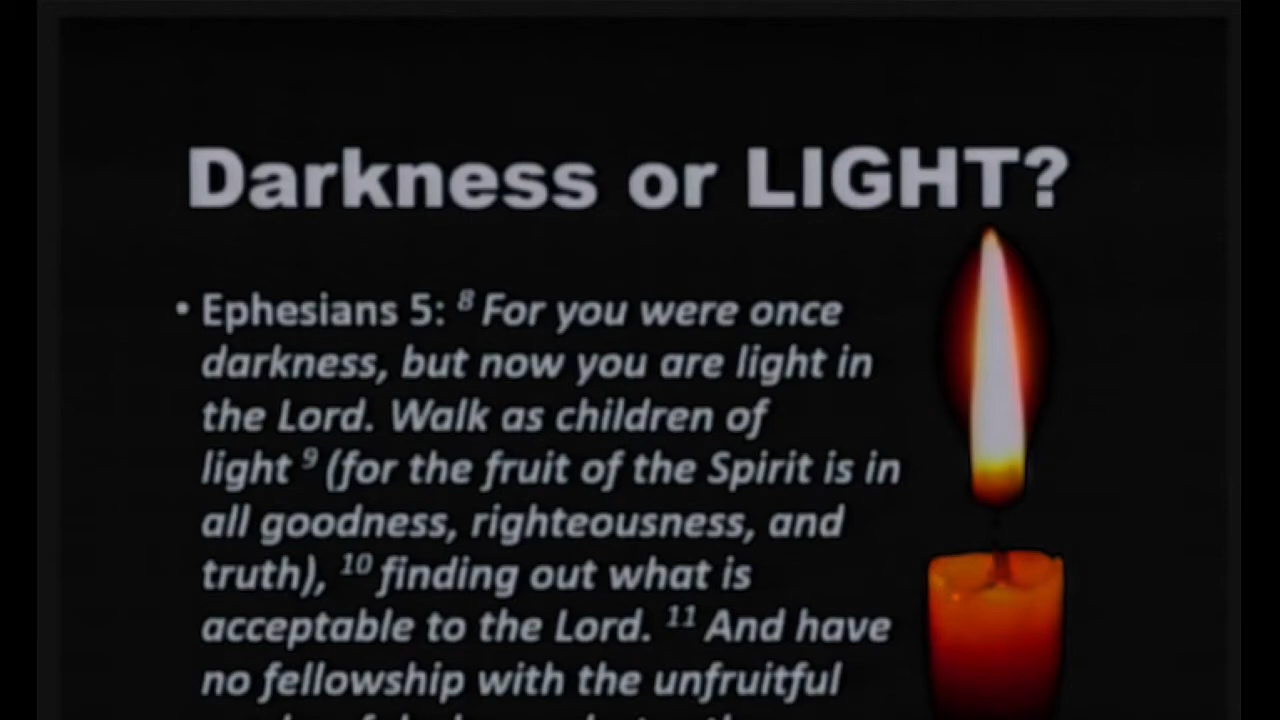 Darkness or LIGHT?
• Ephesians 5: 8 For you were once
darkness, but now you are light in
the Lord. Walk as children of
light 9 (for the fruit of the Spirit is in
all goodness, righteousness, and
truth), 10 finding out what is
acceptable to the Lord. 11 And have
no fellowship with the unfruitful